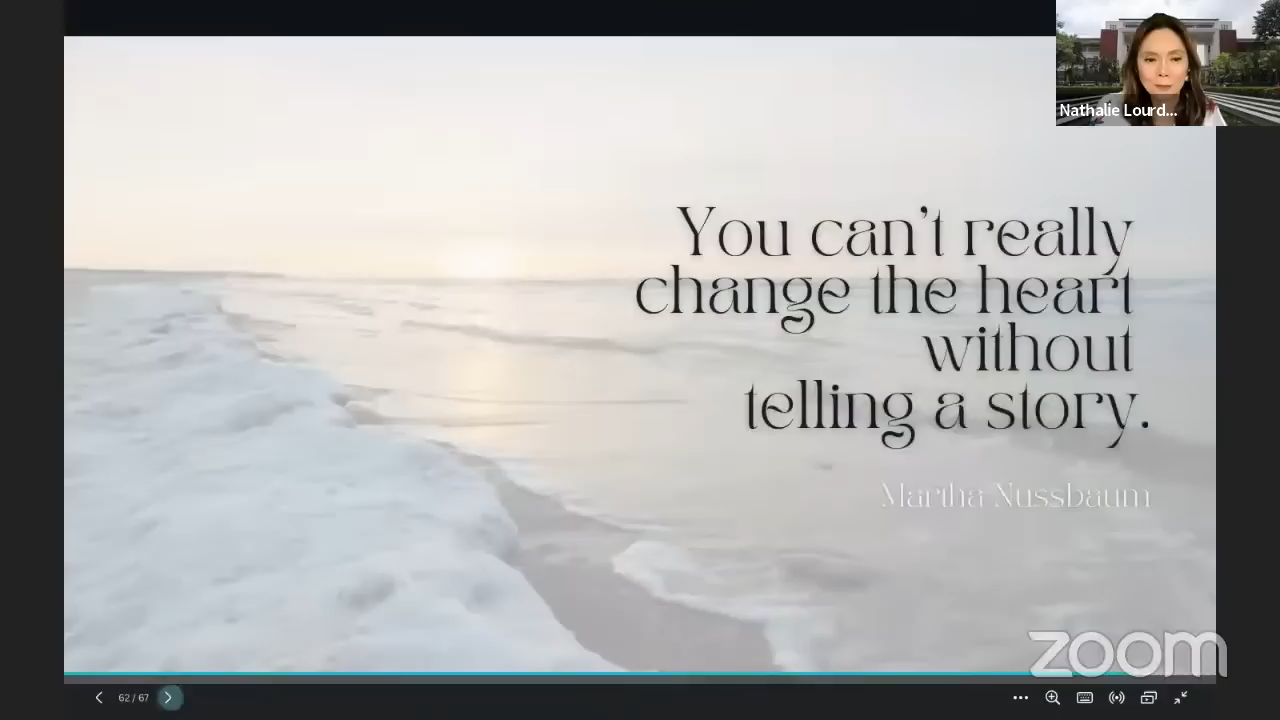 Nathalie Lourd...
You can't really
change the heart
without
telling a story.
Martha Nussbaum
zoom
62 / 67